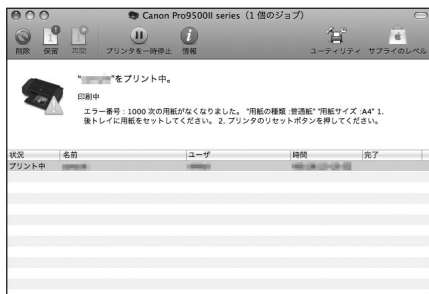 Canon Pro9500II series（1 個のジョブ）
削除 保留 再開 プリンタを一時停止 情報 ユーティリティ サプライのレベル
1 1
"をプリント中。
印刷中
エラー番号 : 1000 次の用紙がなくなりました。 "用紙の種類 :普通紙" "用紙サイズ :A4" 1.
後トレイに用紙をセットしてください。 2. プリンタのリセットボタンを押してください。
状況 名前 ユーザ 時間 完了
プリント中